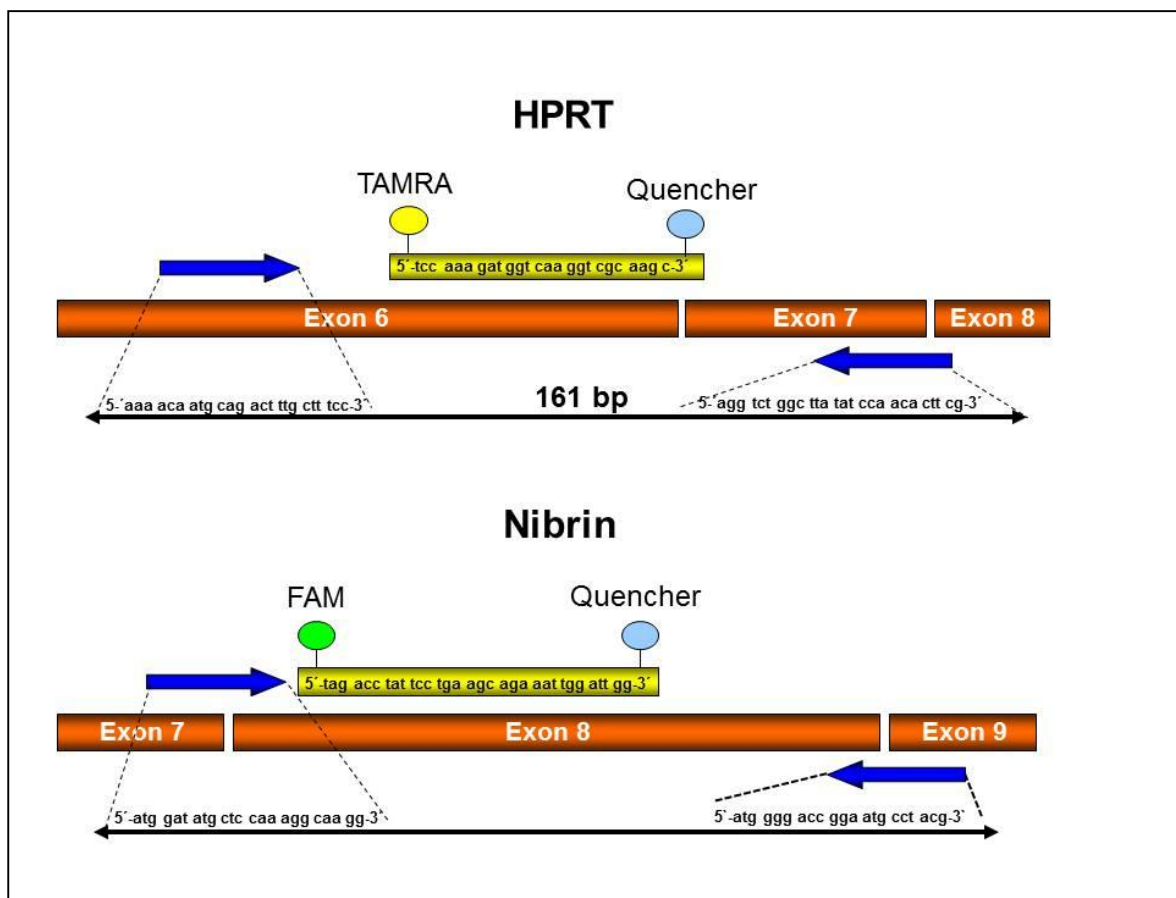 HPRT
TAMRA Quencher
5´-tcc aaa gat ggt caa ggt cgc aag c-3´
Exon 6 Exon 7 Exon 8
161 bp
5-´aaa aca atg cag act ttg ctt tcc-3´ 5-´agg tct ggc tta tat cca aca ctt cg-3´
Nibrin
FAM Quencher
5´-tag acc tat tcc tga agc aga aat tgg att gg-3´
Exon 7 Exon 8 Exon 9
5´-atg gat atg ctc caa agg caa gg-3´ 5`-atg ggg acc gga atg cct acg-3`